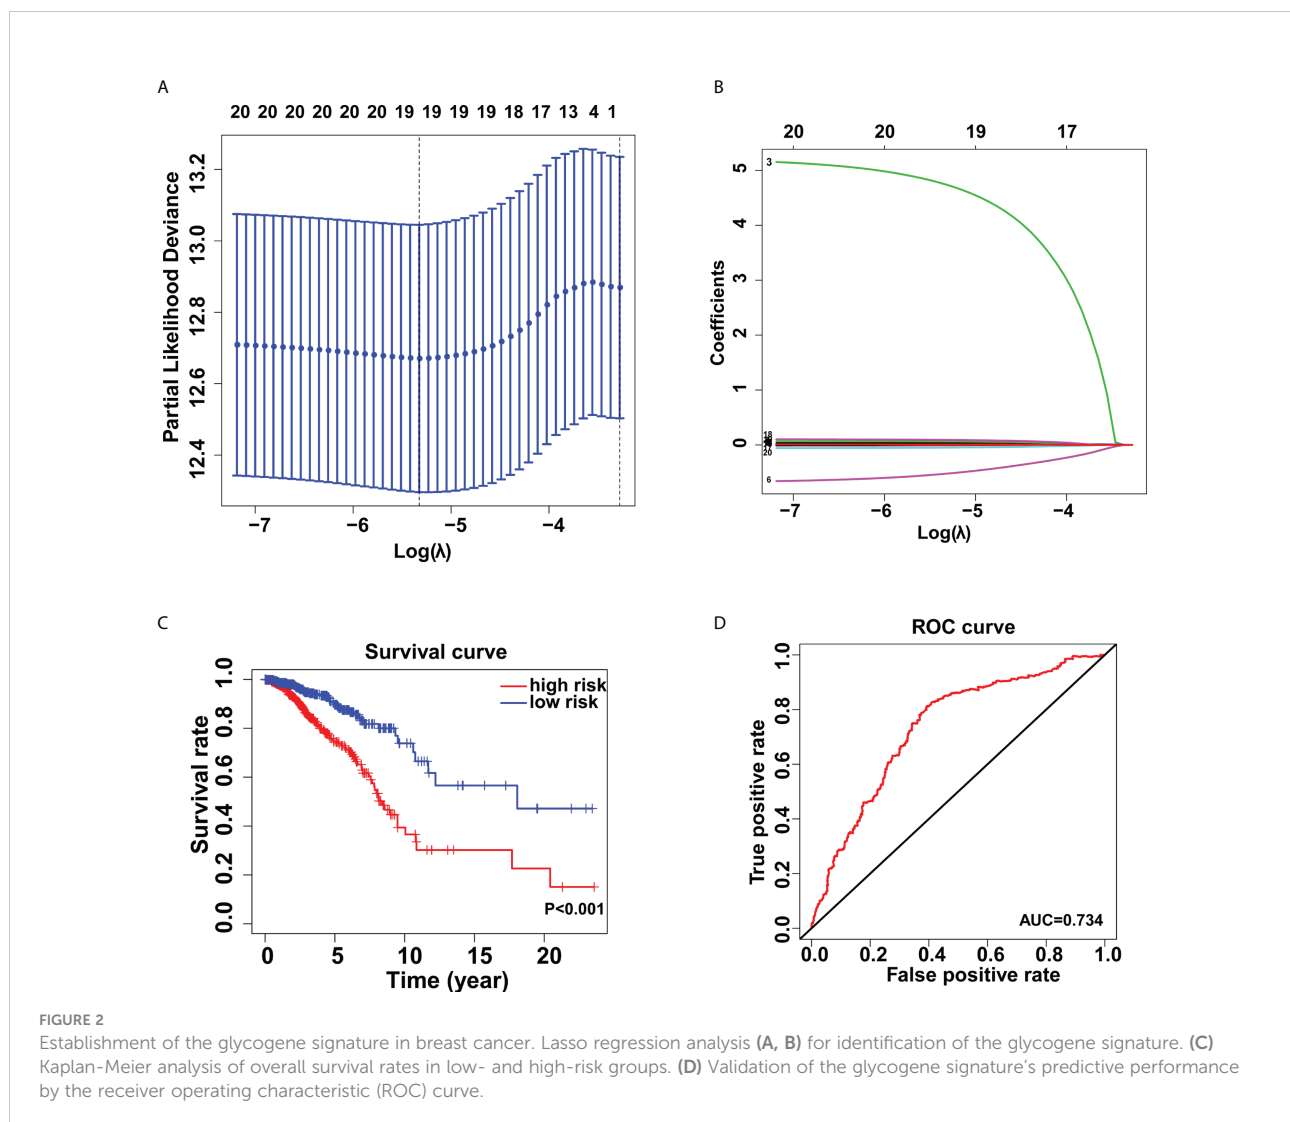 A
20 20 20 20 20 20 19 19 19 19 18 17 13 4 1
Partial Likelihood Deviance
13.2
13.0
12.8
12.6
12.4
−7 −6 −5 −4
Log(λ)
B
20 20 19 17
Coefficients
5
4
3
2
1
0
3
18
20
6
−7 −6 −5 −4
Log(λ)
C
Survival curve
Survival rate
1.0
0.8
0.6
0.4
0.2
0.0
high risk
low risk
P<0.001
0 5 10 15 20
Time (year)
D
ROC curve
True positive rate
1.0
0.8
0.6
0.4
0.2
0.0
AUC=0.734
0.0 0.2 0.4 0.6 0.8 1.0
False positive rate
FIGURE 2
Establishment of the glycogene signature in breast cancer. Lasso regression analysis (A, B) for identification of the glycogene signature. (C)
Kaplan-Meier analysis of overall survival rates in low- and high-risk groups. (D) Validation of the glycogene signature’s predictive performance
by the receiver operating characteristic (ROC) curve.